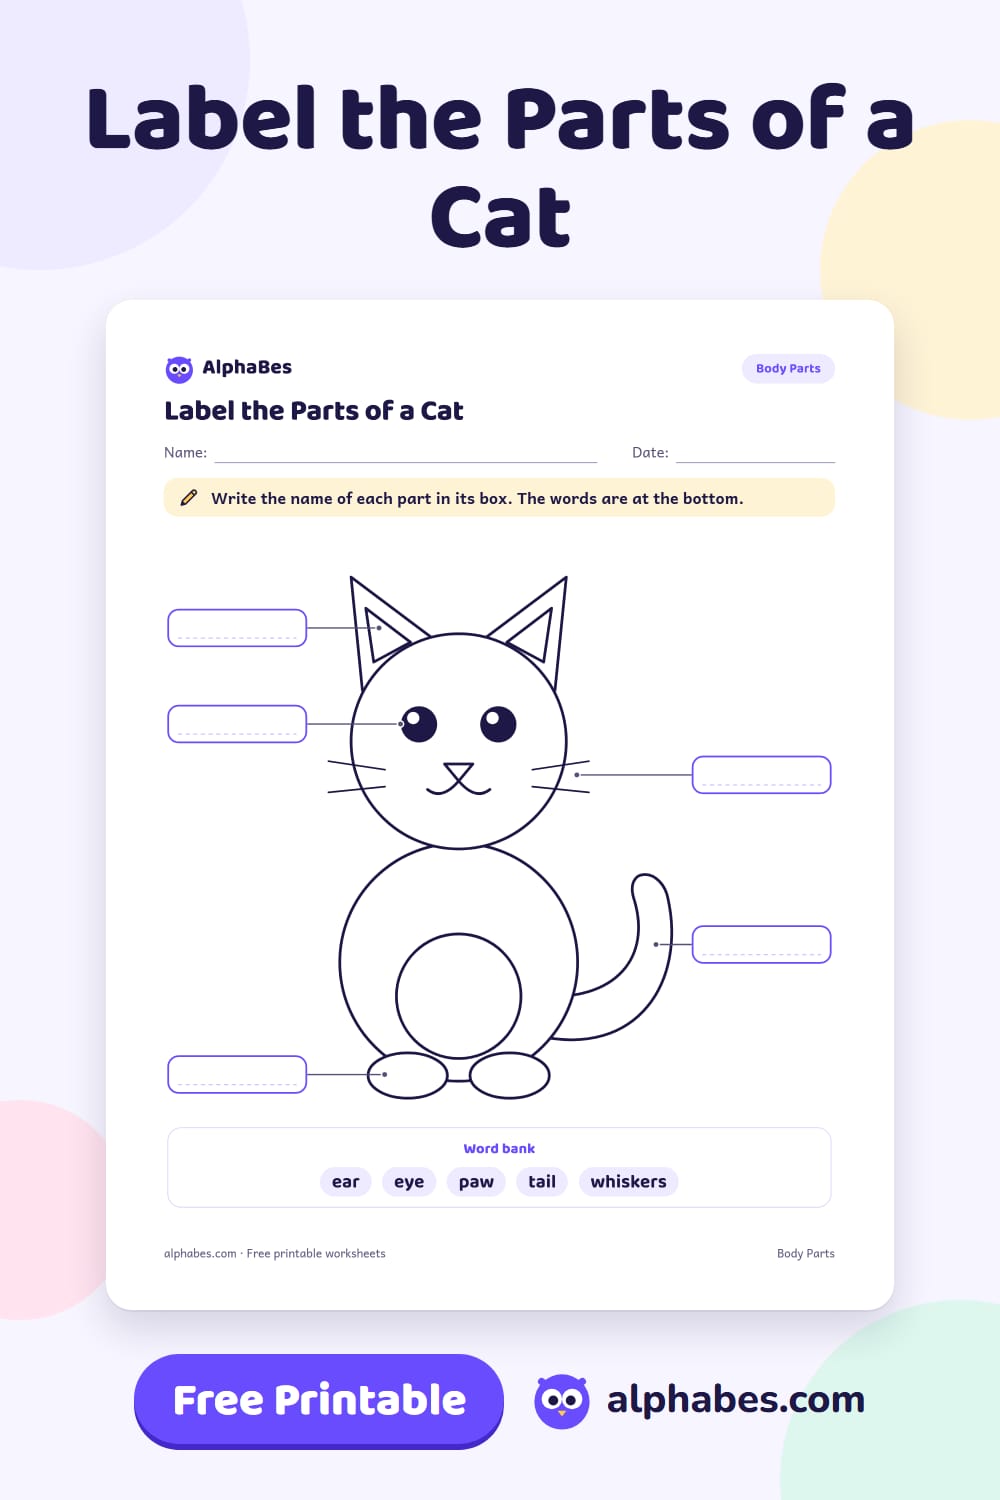 Label the Parts of a
Cat
AlphaBes
Body Parts
Label the Parts of a Cat
Name:
Date:
Write the name of each part in its box. The words are at the bottom.
Word bank
ear eye paw tail whiskers
alphabes.com · Free printable worksheets
Body Parts
Free Printable
alphabes.com